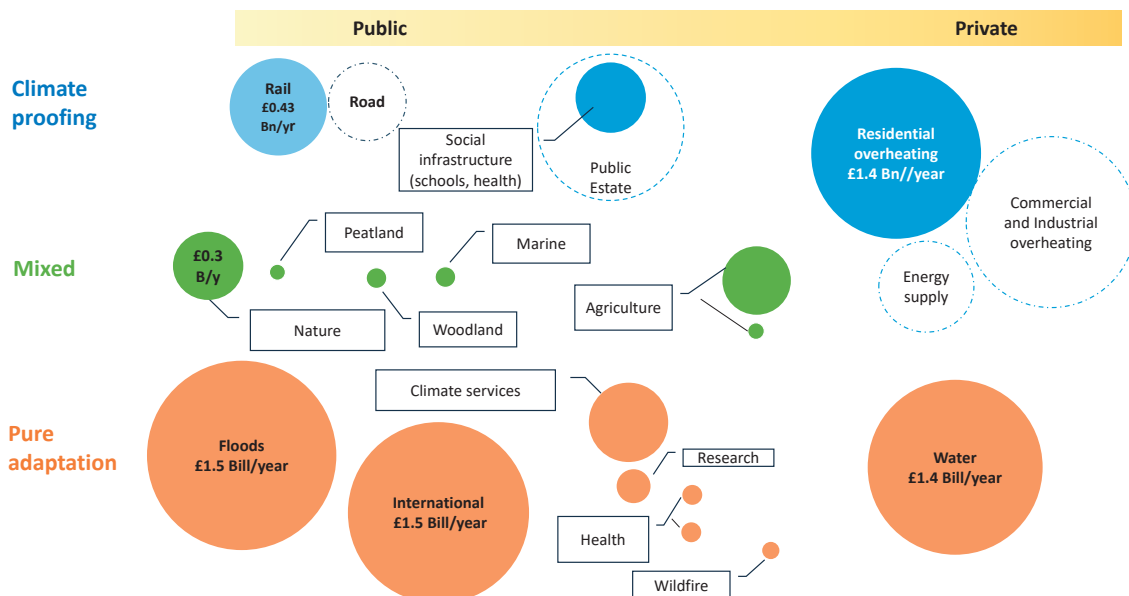 Public
Private
Climate
proofing
Rail
£0.43
Bn/yr
Road
Social
infrastructure
(schools, health)
Public
Estate
Residential
overheating
£1.4 Bn//year
Commercial
and Industrial
overheating
Mixed
£0.3
B/y
Peatland
Marine
Nature
Woodland
Agriculture
Energy
supply
Pure
adaptation
Climate services
Floods
£1.5 Bill/year
International
£1.5 Bill/year
Research
Health
Wildfire
Water
£1.4 Bill/year